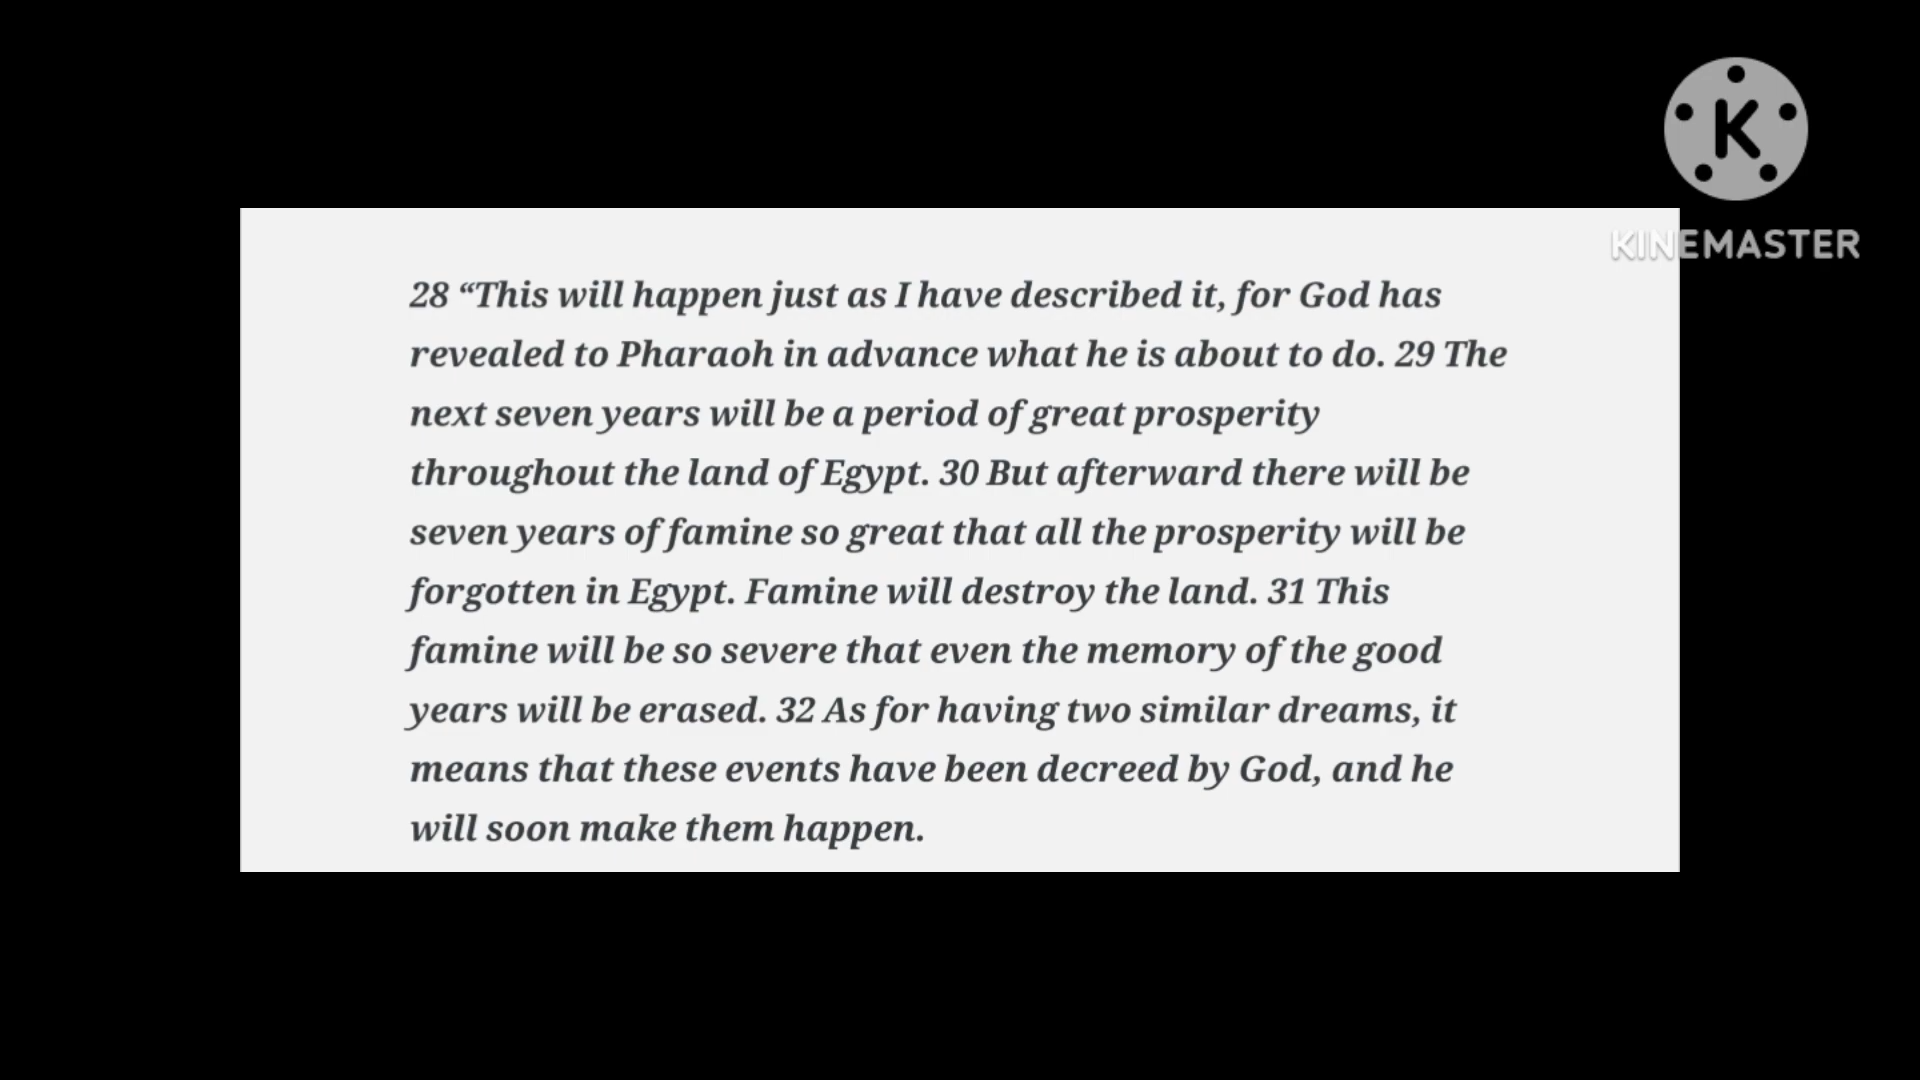 K
KINEMASTER
28 “This will happen just as I have described it, for God has
revealed to Pharaoh in advance what he is about to do. 29 The
next seven years will be a period of great prosperity
throughout the land of Egypt. 30 But afterward there will be
seven years of famine so great that all the prosperity will be
forgotten in Egypt. Famine will destroy the land. 31 This
famine will be so severe that even the memory of the good
years will be erased. 32 As for having two similar dreams, it
means that these events have been decreed by God, and he
will soon make them happen.